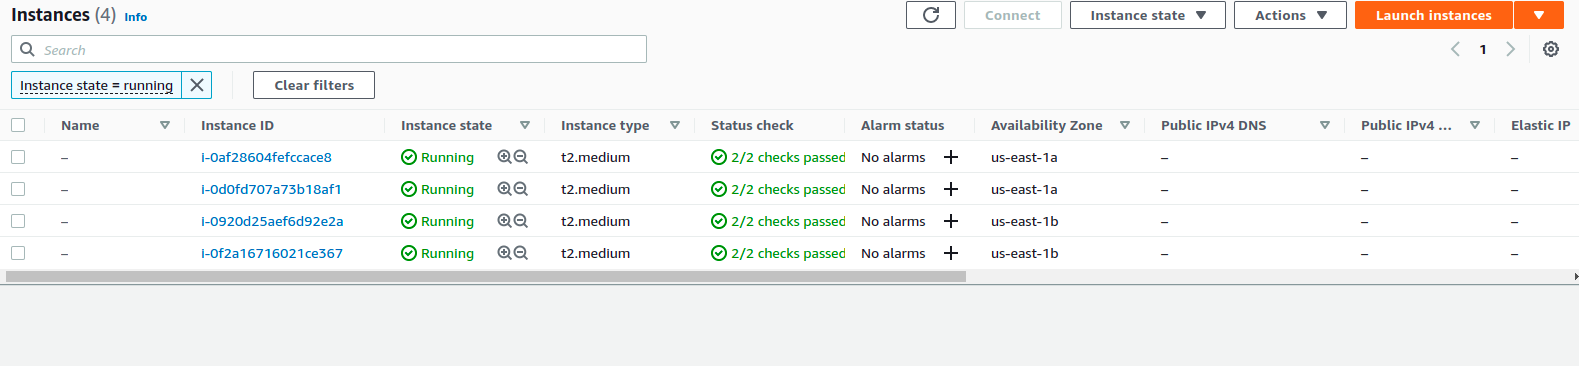 Instances (4) Info
Connect Instance state Actions Launch instances
Search
1
Instance state = running Clear filters
Name Instance ID Instance state Instance type Status check Alarm status Availability Zone Public IPv4 DNS Public IPv4 ... Elastic IP
– i-0af28604fefccace8 Running t2.medium 2/2 checks passed No alarms us-east-1a – – –
– i-0d0fd707a73b18af1 Running t2.medium 2/2 checks passed No alarms us-east-1a – – –
– i-0920d25aef6d92e2a Running t2.medium 2/2 checks passed No alarms us-east-1b – – –
– i-0f2a16716021ce367 Running t2.medium 2/2 checks passed No alarms us-east-1b – – –